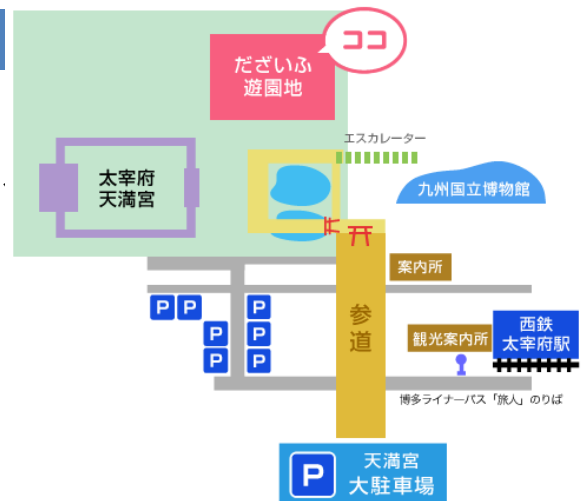 ココ
だざいふ
遊園地
エスカレーター
太宰府
天満宮
九州国立博物館
案内所
参道
P P
P
P
P
P
P
西鉄
太宰府駅
観光案内所
博多ライナーバス「旅人」のりば
P
天満宮
大駐車場